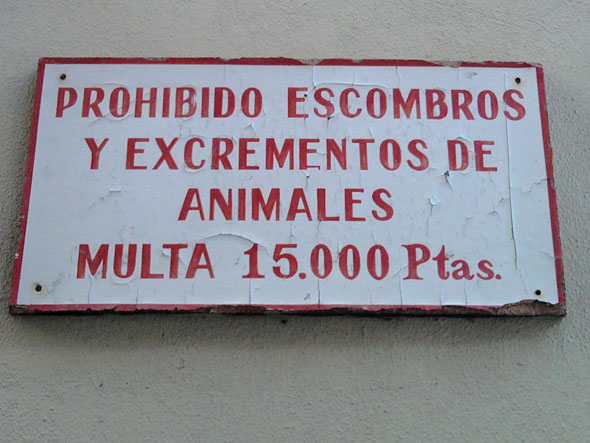 PROHIBIDO ESCOMBROS
Y EXCREMENTOS DE
ANIMALES
MULTA 15.000 Ptas.